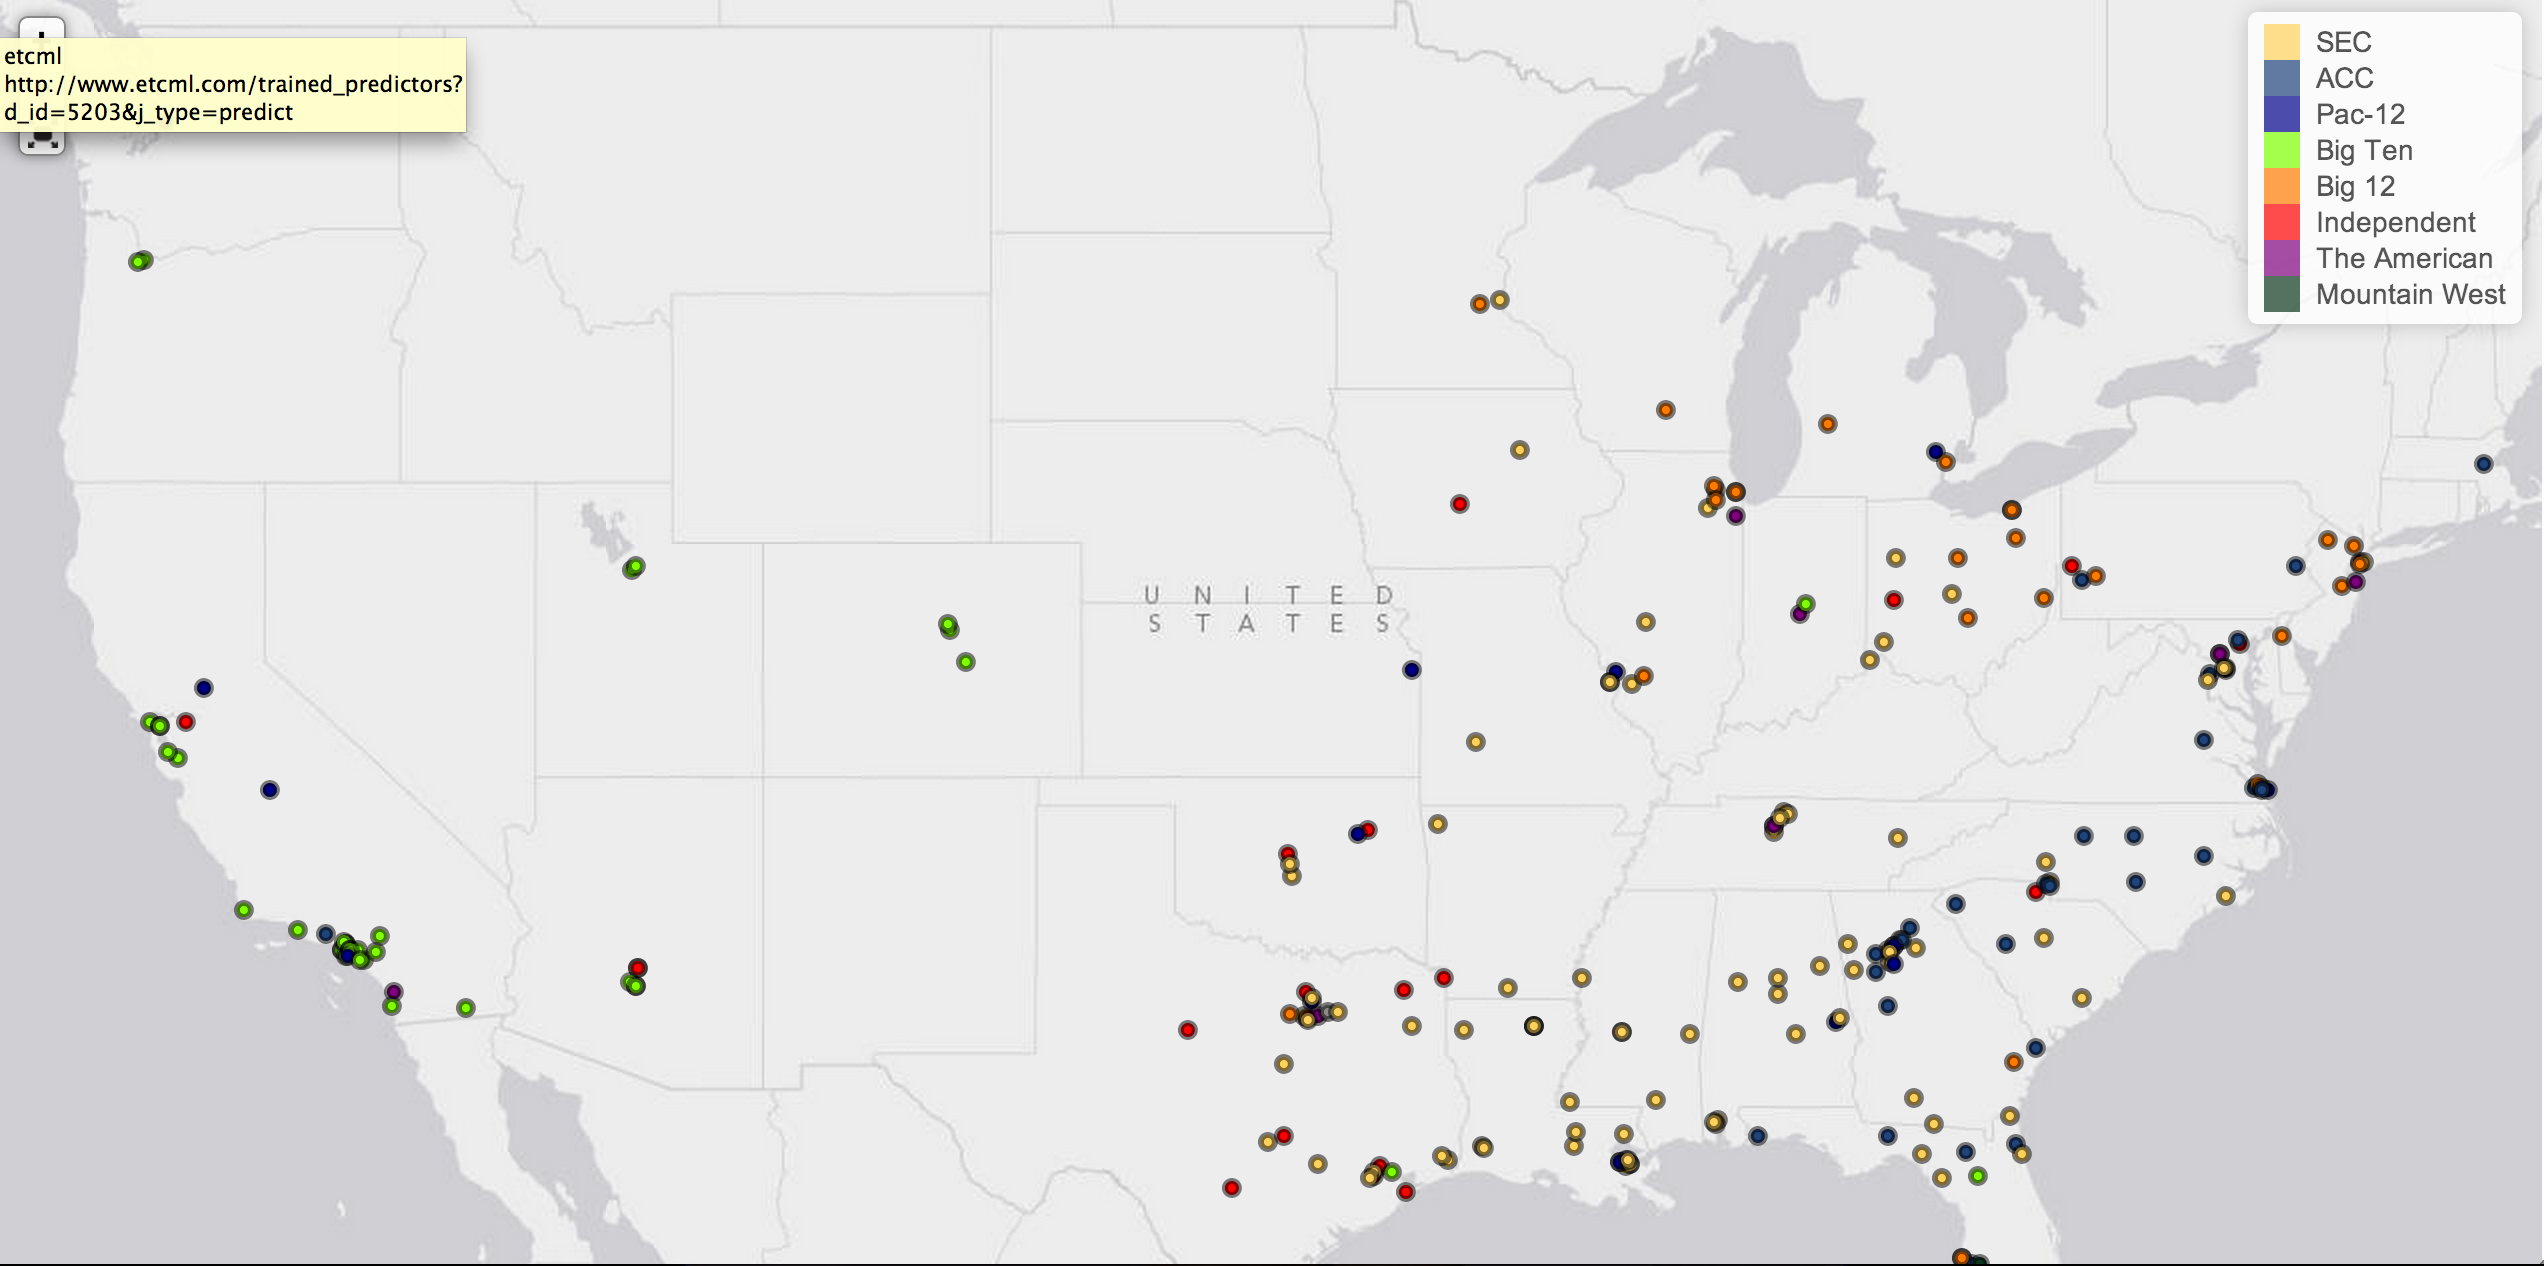 +
etcml
http://www.etcml.com/trained_predictors?
d_id=5203&j_type=predict
SEC
ACC
Pac-12
Big Ten
Big 12
Independent
The American
Mountain West
UNITED
STATES